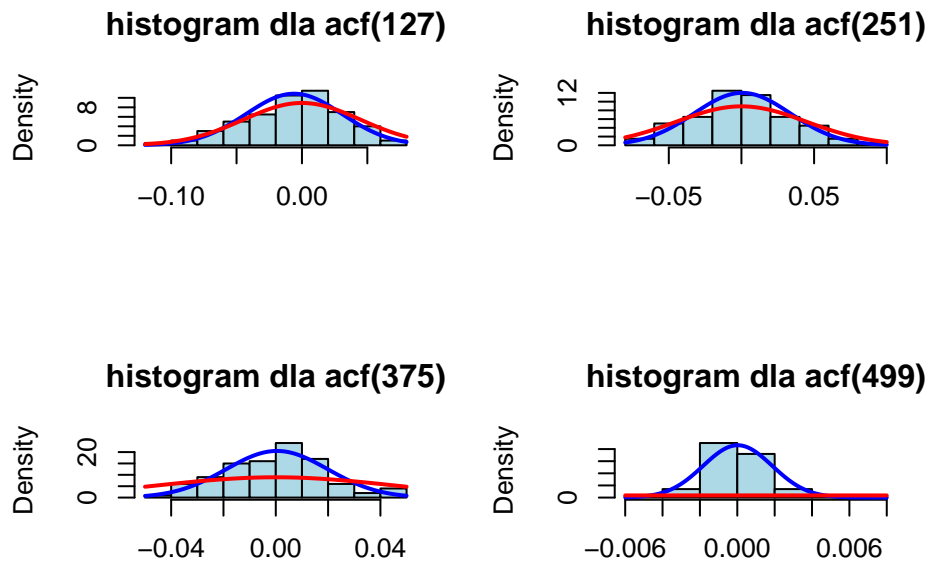 histogram dla acf(127)
Density
0 8
−0.10 0.00
histogram dla acf(251)
Density
0 12
−0.05 0.05
histogram dla acf(375)
Density
0 20
−0.04 0.00 0.04
histogram dla acf(499)
Density
0
−0.006 0.000 0.006